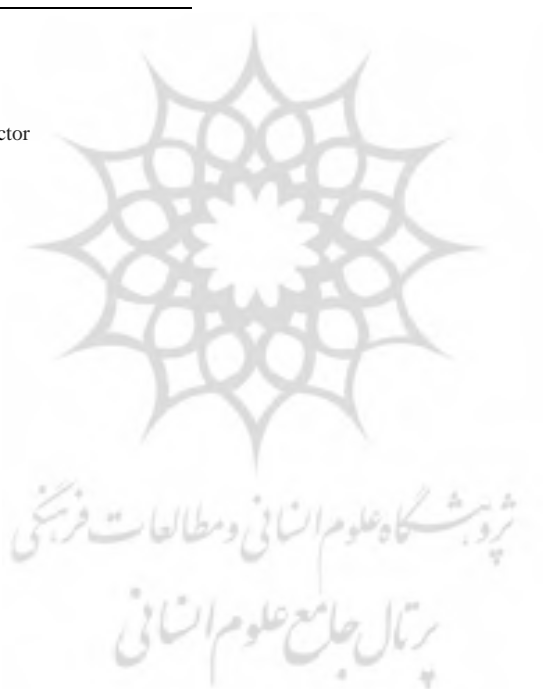 ctor
پژوهشگاه علوم انسانی و مطالعات فرهنگی
پرتال جامع علوم انسانی